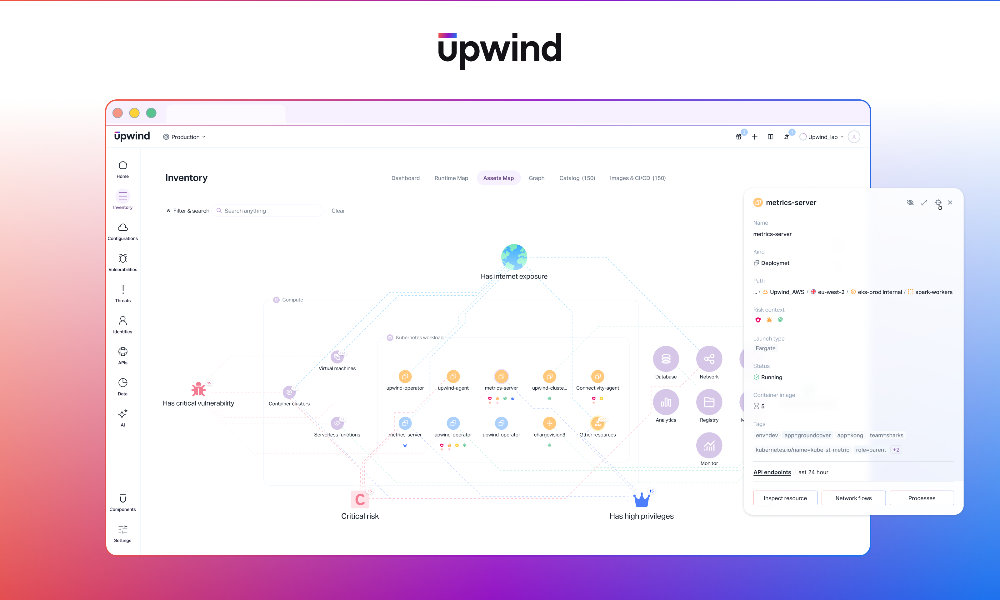 upwind
upwind
Production
3
1
Upwind_lab
A
Home
Inventory
Configurations
Vulnerabilities
Threats
Identities
APIs
Data
AI
Components
Settings
Inventory
Dashboard
Runtime Map
Assets Map
Graph
Catalog (150)
Images & CI/CD (150)
Filter & search
Search anything
Clear
Has internet exposure
Compute
Kubernetes workload
234
Virtual machines
15
Has critical vulnerability
34
Container clusters
34
Serverless functions
upwind-operator
upwind-agent
metrics-server
upwind-cluste...
Connectivity-agent
H
C
H
metrics-server
upwind-operator
upwind-operator
chargevision3
+200
Other resources
H
C
Database
Network
Analytics
Registry
M
Monitor
C
15
Critical risk
15
Has high privileges
metrics-server
Name
metrics-server
Kind
Deploymet
Path
... / Upwind_AWS / eu-west-2 / eks-prod internal / spark-workers
Risk context
Launch type
Fargate
Status
Running
Container image
5
Tags
env=dev app=groundcover app=kong team=sharks
kubernetes.io/name=kube-st-metric role=parent +2
API endpoints | Last 24 hour
Inspect resource
Network flows
Processes